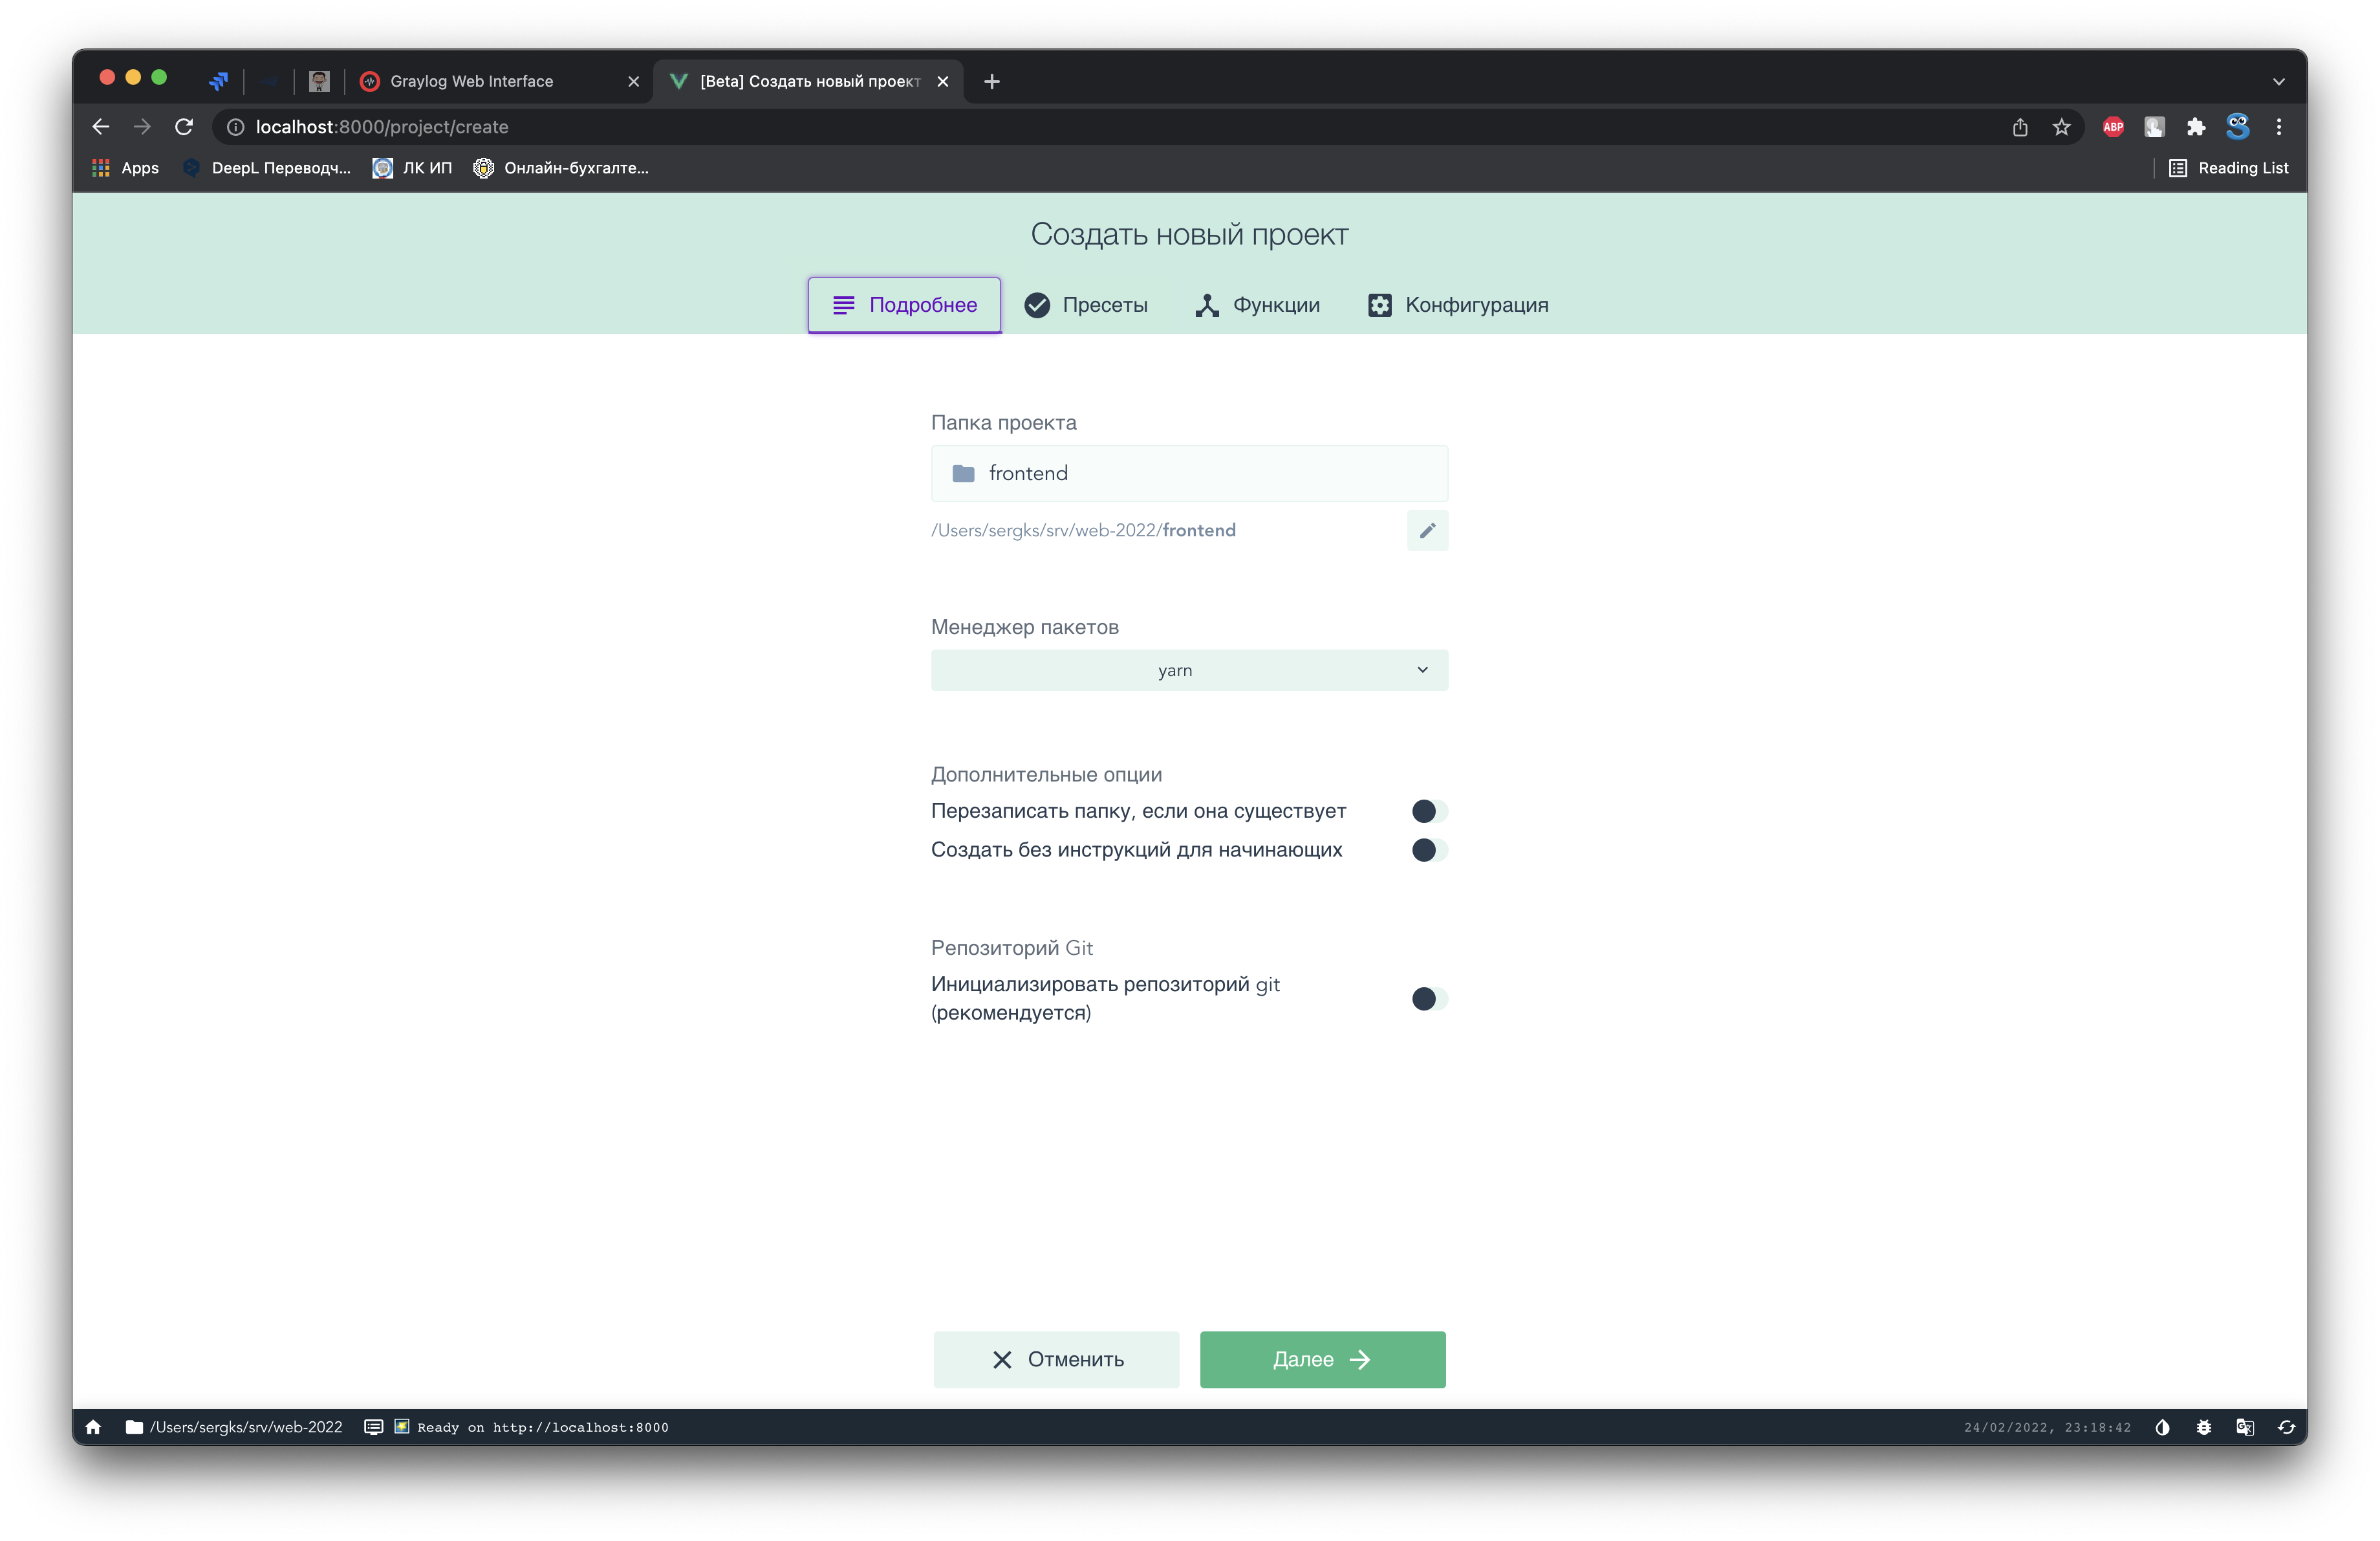 Graylog Web Interface
[Beta] Создать новый проект
localhost:8000/project/create
ABP
Apps
DeepL Переводч...
ЛК ИП
Онлайн-бухгалте...
Reading List
Создать новый проект
Подробнее
Пресеты
Функции
Конфигурация
Папка проекта
frontend
/Users/sergks/srv/web-2022/frontend
Менеджер пакетов
yarn
Дополнительные опции
Перезаписать папку, если она существует
Создать без инструкций для начинающих
Репозиторий Git
Инициализировать репозиторий git
(рекомендуется)
Отменить
Далее
/Users/sergks/srv/web-2022
Ready on http://localhost:8000
24/02/2022, 23:18:42